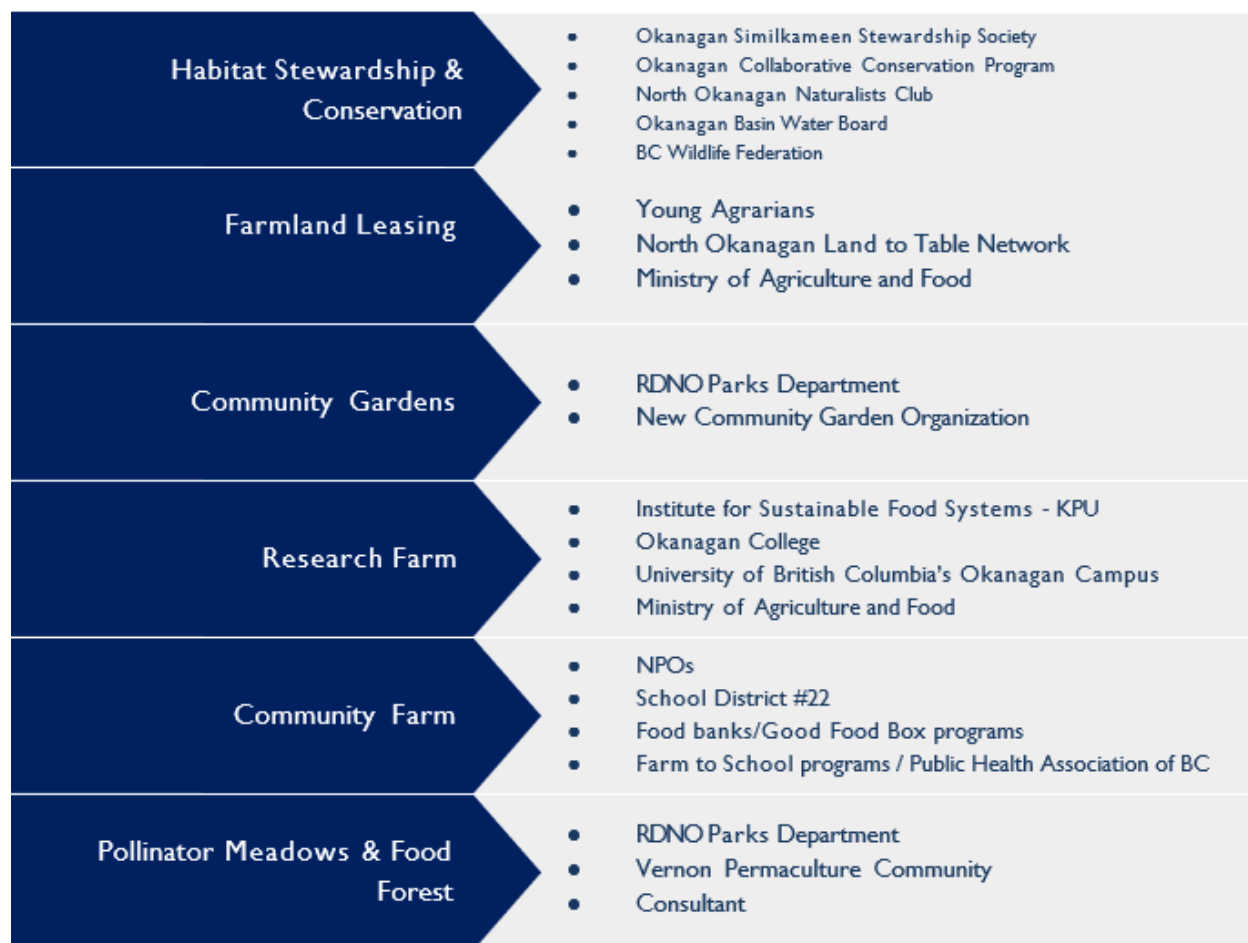 Habitat Stewardship &
Conservation
• Okanagan Similkameen Stewardship Society
• Okanagan Collaborative Conservation Program
• North Okanagan Naturalists Club
• Okanagan Basin Water Board
• BC Wildlife Federation
Farmland Leasing
• Young Agrarians
• North Okanagan Land to Table Network
• Ministry of Agriculture and Food
Community Gardens
• RDNO Parks Department
• New Community Garden Organization
Research Farm
• Institute for Sustainable Food Systems - KPU
• Okanagan College
• University of British Columbia's Okanagan Campus
• Ministry of Agriculture and Food
Community Farm
• NPOs
• School District #22
• Food banks/Good Food Box programs
• Farm to School programs / Public Health Association of BC
Pollinator Meadows & Food
Forest
• RDNO Parks Department
• Vernon Permaculture Community
• Consultant